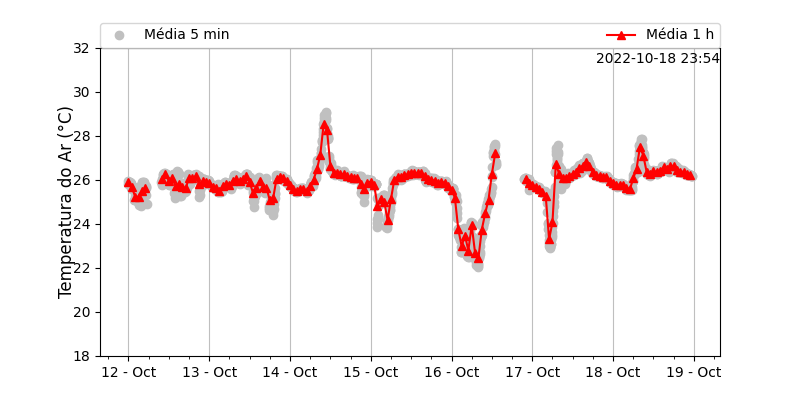 Média 5 min
Média 1 h
2022-10-18 23:54
Temperatura do Ar (°C)
32
30
28
26
24
22
20
18
12 - Oct
13 - Oct
14 - Oct
15 - Oct
16 - Oct
17 - Oct
18 - Oct
19 - Oct